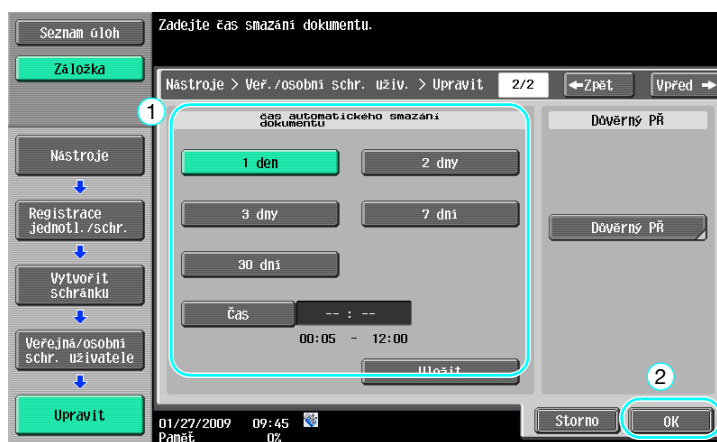 Seznam úloh
Záložka
Zadejte čas smazání dokumentu.
Nástroje > Veř./osobní schr. uživ. > Upravit
2/2
←Zpět
Vpřed →
1
čas automatického smazání
dokumentu
Důvěrný PŘ
Nástroje
1 den
2 dny
Registrace
jednotl./schr.
3 dny
7 dní
Důvěrný PŘ
Vytvořit
schránku
30 dní
Čas
-- : --
00:05 - 12:00
Veřejná/osobní
schr. uživatele
Uložit
2
Upravit
01/27/2009 09:45
Paměť 0%
Storno
OK